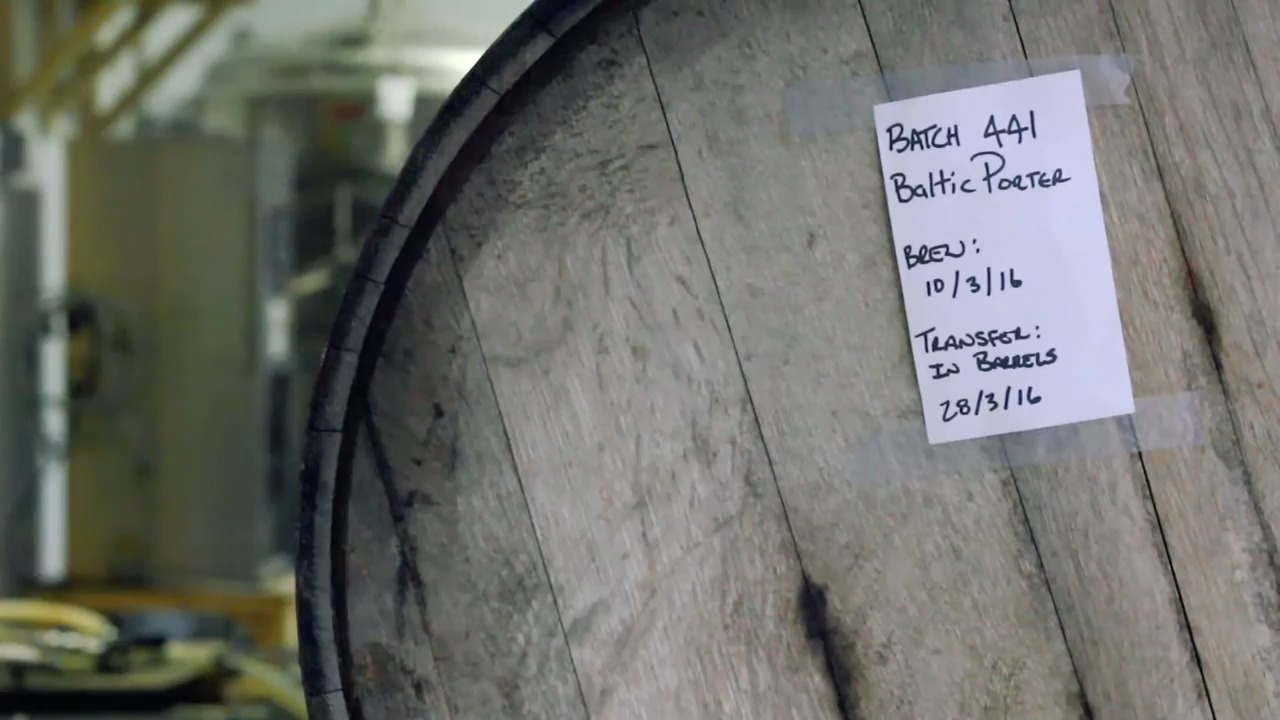 BATCH 441
Baltic PORTER
BREW:
10/3/16
TRANSFER:
IN BARRELS
28/3/16